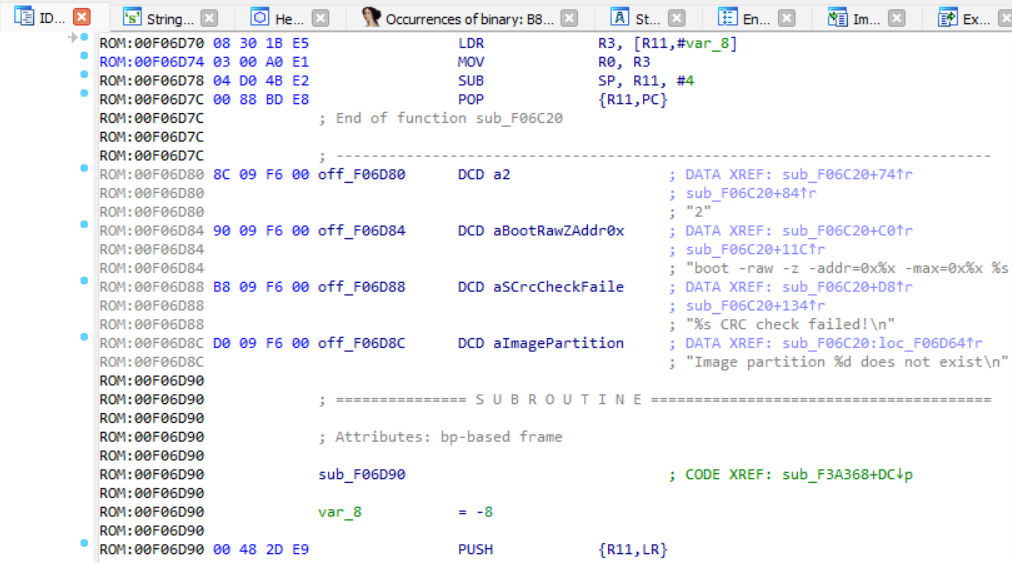 ID... String... He... Occurrences of binary: B8... St... En... Im... Ex...
ROM:00F06D70 08 30 1B E5 LDR R3, [R11,#var_8]
ROM:00F06D74 03 00 A0 E1 MOV R0, R3
ROM:00F06D78 04 D0 4B E2 SUB SP, R11, #4
ROM:00F06D7C 00 88 BD E8 POP {R11,PC}
ROM:00F06D7C ; End of function sub_F06C20
ROM:00F06D7C
ROM:00F06D7C ; ---------------------------------------------------------------------------
ROM:00F06D80 8C 09 F6 00 off_F06D80 DCD a2 ; DATA XREF: sub_F06C20+74↑r
ROM:00F06D80 ; sub_F06C20+84↑r
ROM:00F06D80 ; "2"
ROM:00F06D84 90 09 F6 00 off_F06D84 DCD aBootRawZAddr0x ; DATA XREF: sub_F06C20+C0↑r
ROM:00F06D84 ; sub_F06C20+11C↑r
ROM:00F06D84 ; "boot -raw -z -addr=0x%x -max=0x%x %s
ROM:00F06D88 B8 09 F6 00 off_F06D88 DCD aSCrcCheckFaile ; DATA XREF: sub_F06C20+D8↑r
ROM:00F06D88 ; sub_F06C20+134↑r
ROM:00F06D88 ; "%s CRC check failed!\n"
ROM:00F06D8C D0 09 F6 00 off_F06D8C DCD aImagePartition ; DATA XREF: sub_F06C20:loc_F06D64↑r
ROM:00F06D8C ; "Image partition %d does not exist\n"
ROM:00F06D90
ROM:00F06D90 ; =============== S U B R O U T I N E =======================================
ROM:00F06D90
ROM:00F06D90 ; Attributes: bp-based frame
ROM:00F06D90
ROM:00F06D90 sub_F06D90 ; CODE XREF: sub_F3A368+DC↓p
ROM:00F06D90
ROM:00F06D90 var_8 = -8
ROM:00F06D90
ROM:00F06D90 00 48 2D E9 PUSH {R11,LR}